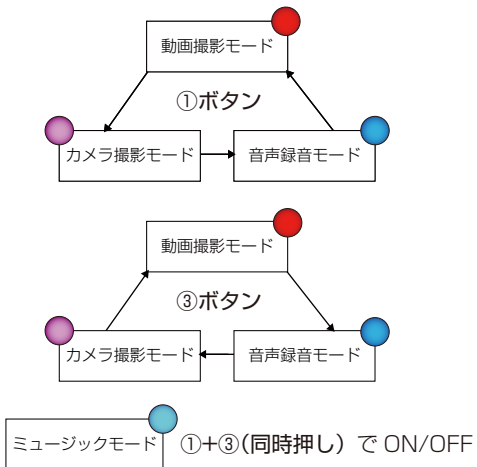 動画撮影モード
①ボタン
カメラ撮影モード
音声録音モード
動画撮影モード
③ボタン
カメラ撮影モード
音声録音モード
ミュージックモード
①+③(同時押し）で ON/OFF